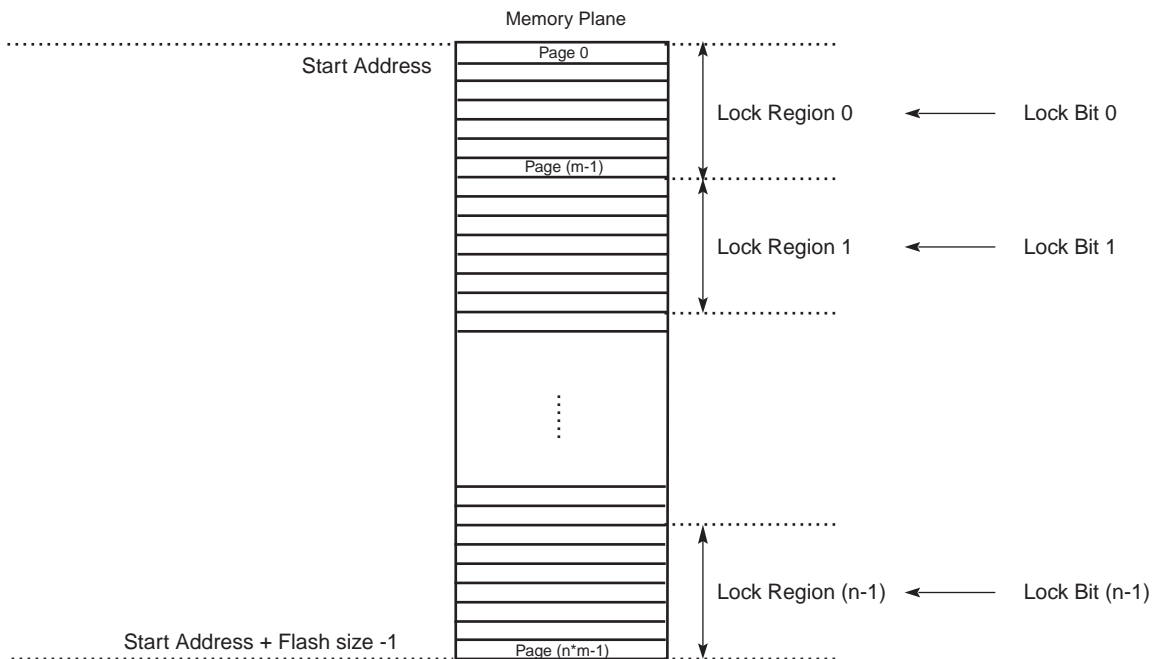 Memory Plane
Page 0
Start Address
Lock Region 0
Lock Bit 0
Page (m-1)
Lock Region 1
Lock Bit 1
Lock Region (n-1)
Lock Bit (n-1)
Start Address + Flash size -1
Page (n*m-1)